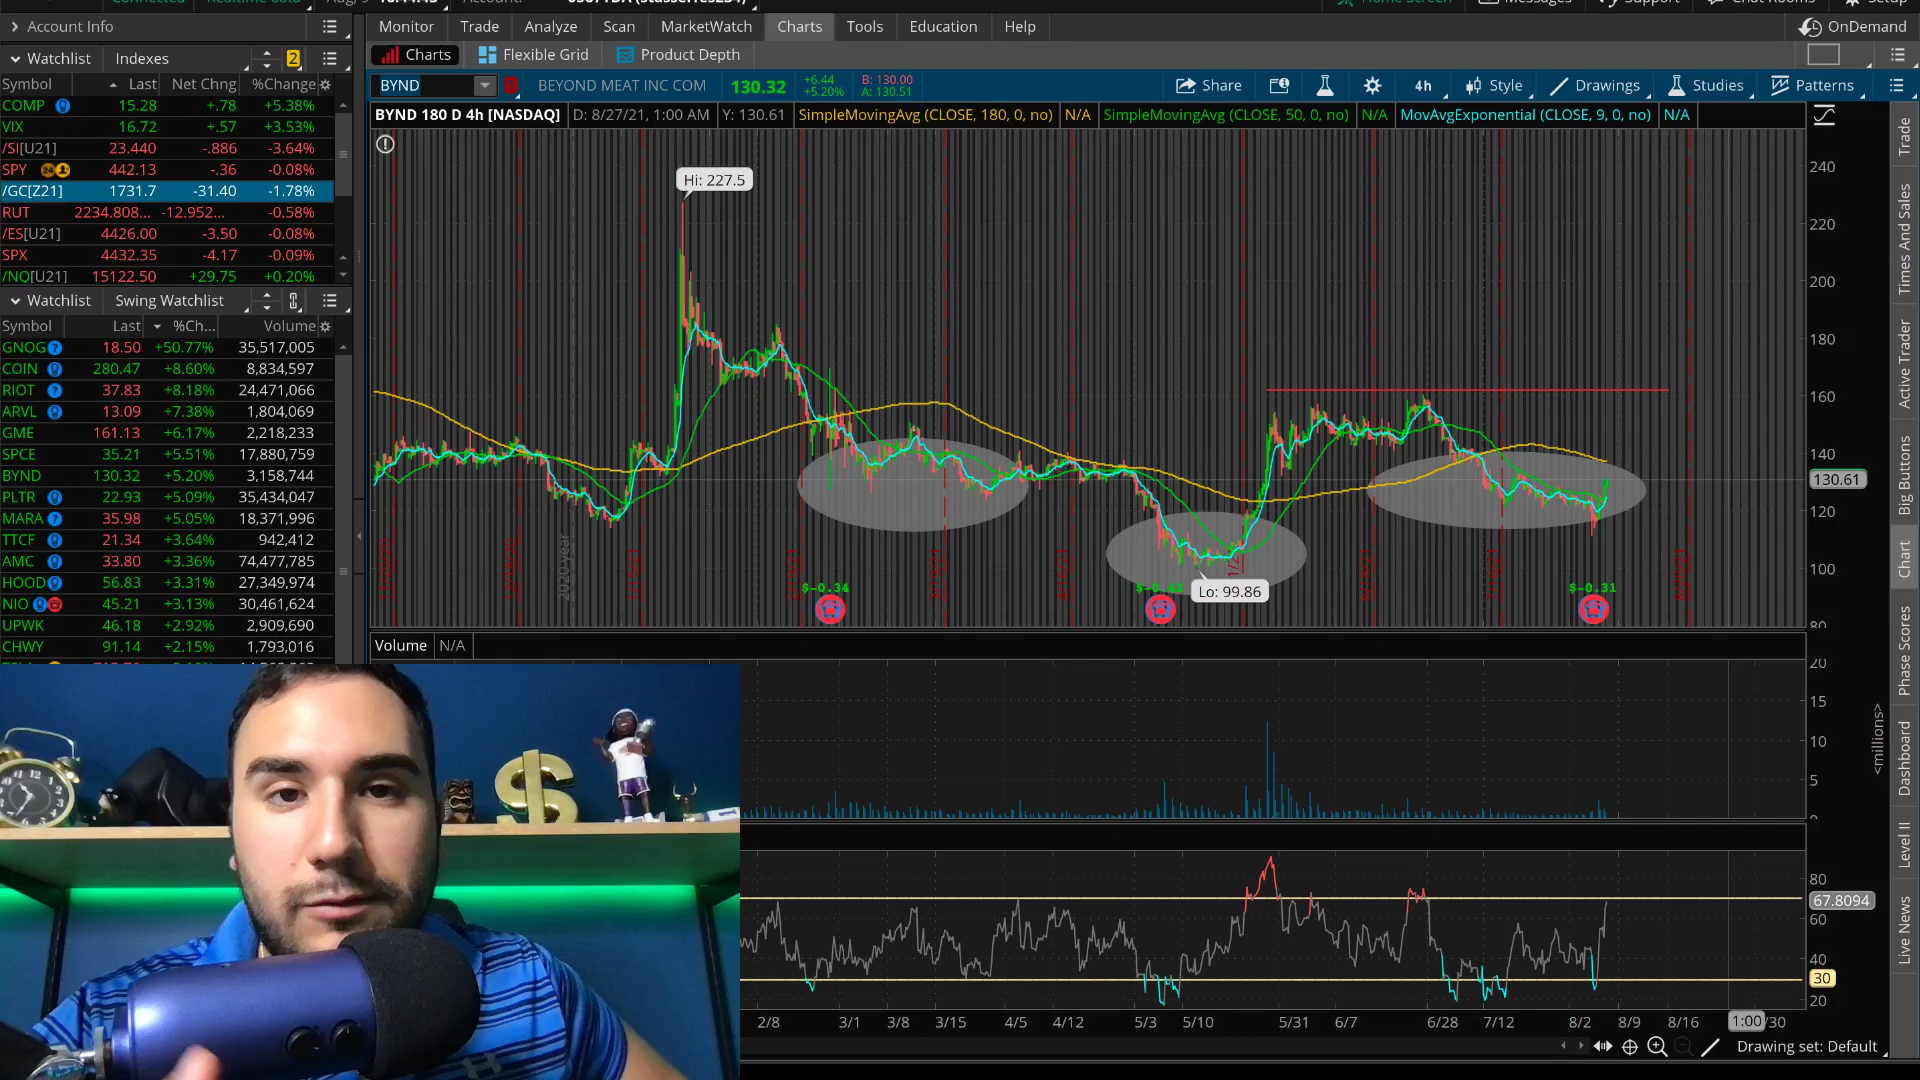 Account Info
Monitor Trade Analyze Scan MarketWatch Charts Tools Education Help
OnDemand
Watchlist Indexes 2
Charts Flexible Grid Product Depth
Symbol Last Net Chng %Change
BYND BEYOND MEAT INC COM 130.32 +6.44 +5.20% B: 130.00 A: 130.51 Share 4h Style Drawings Studies Patterns
BYND 180 D 4h [NASDAQ] D: 8/27/21, 1:00 AM Y: 130.61 SimpleMovingAvg (CLOSE, 180, 0, no) N/A SimpleMovingAvg (CLOSE, 50, 0, no) N/A MovAvgExponential (CLOSE, 9, 0, no) N/A
COMP 15.28 +.78 +5.38%
VIX 16.72 +.57 +3.53%
/SI[U21] 23.440 -.886 -3.64%
SPY 442.13 -.36 -0.08%
/GC[Z21] 1731.7 -31.40 -1.78%
RUT 2234.808... -12.952... -0.58%
/ES[U21] 4426.00 -3.50 -0.08%
SPX 4432.35 -4.17 -0.09%
/NQ[U21] 15122.50 +29.75 +0.20%
Watchlist Swing Watchlist
Symbol Last %Ch... Volume
GNOG 18.50 +50.77% 35,517,005
COIN 280.47 +8.60% 8,834,597
RIOT 37.83 +8.18% 24,471,066
ARVL 13.09 +7.38% 1,804,069
GME 161.13 +6.17% 2,218,233
SPCE 35.21 +5.51% 17,880,759
BYND 130.32 +5.20% 3,158,744
PLTR 22.93 +5.09% 35,434,047
MARA 35.98 +5.05% 18,371,996
TTCF 21.34 +3.64% 942,412
AMC 33.80 +3.36% 74,477,785
HOOD 56.83 +3.31% 27,349,974
NIO 45.21 +3.13% 30,461,624
UPWK 46.18 +2.92% 2,909,690
CHWY 91.14 +2.15% 1,793,016
Hi: 227.5
Lo: 99.86
2020 year
$-0.34
$-0.31
240
220
200
180
160
140
130.61
120
100
80
Volume N/A
20
15
10
5
<millions>
80
67.8094
60
40
30
20
2/8 3/1 3/8 3/15 4/5 4/12 5/3 5/10 5/31 6/7 6/28 7/12 8/2 8/9 8/16 1:00 /30
Drawing set: Default
Trade
Times And Sales
Active Trader
Big Buttons
Chart
Phase Scores
Dashboard
Level II
Live News